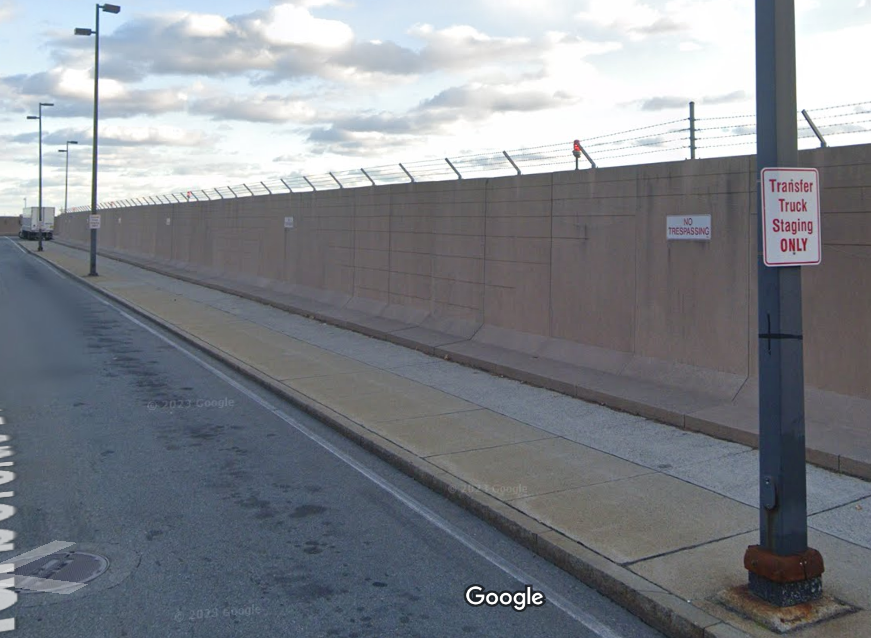 Transfer
Truck
Staging
ONLY
NO
TRESPASSING
© 2023 Google
© 2023 Google
© 2023 Google
Google